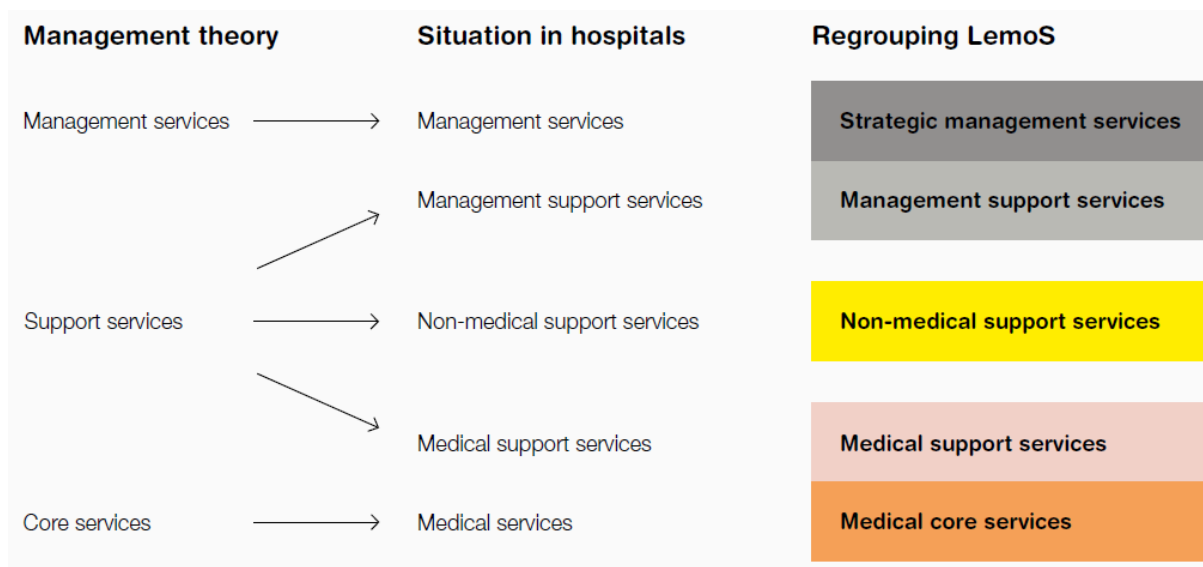 Management theory
Situation in hospitals
Regrouping LemoS
Management services
Management services
Strategic management services
Management support services
Management support services
Support services
Non-medical support services
Non-medical support services
Medical support services
Medical support services
Core services
Medical services
Medical core services